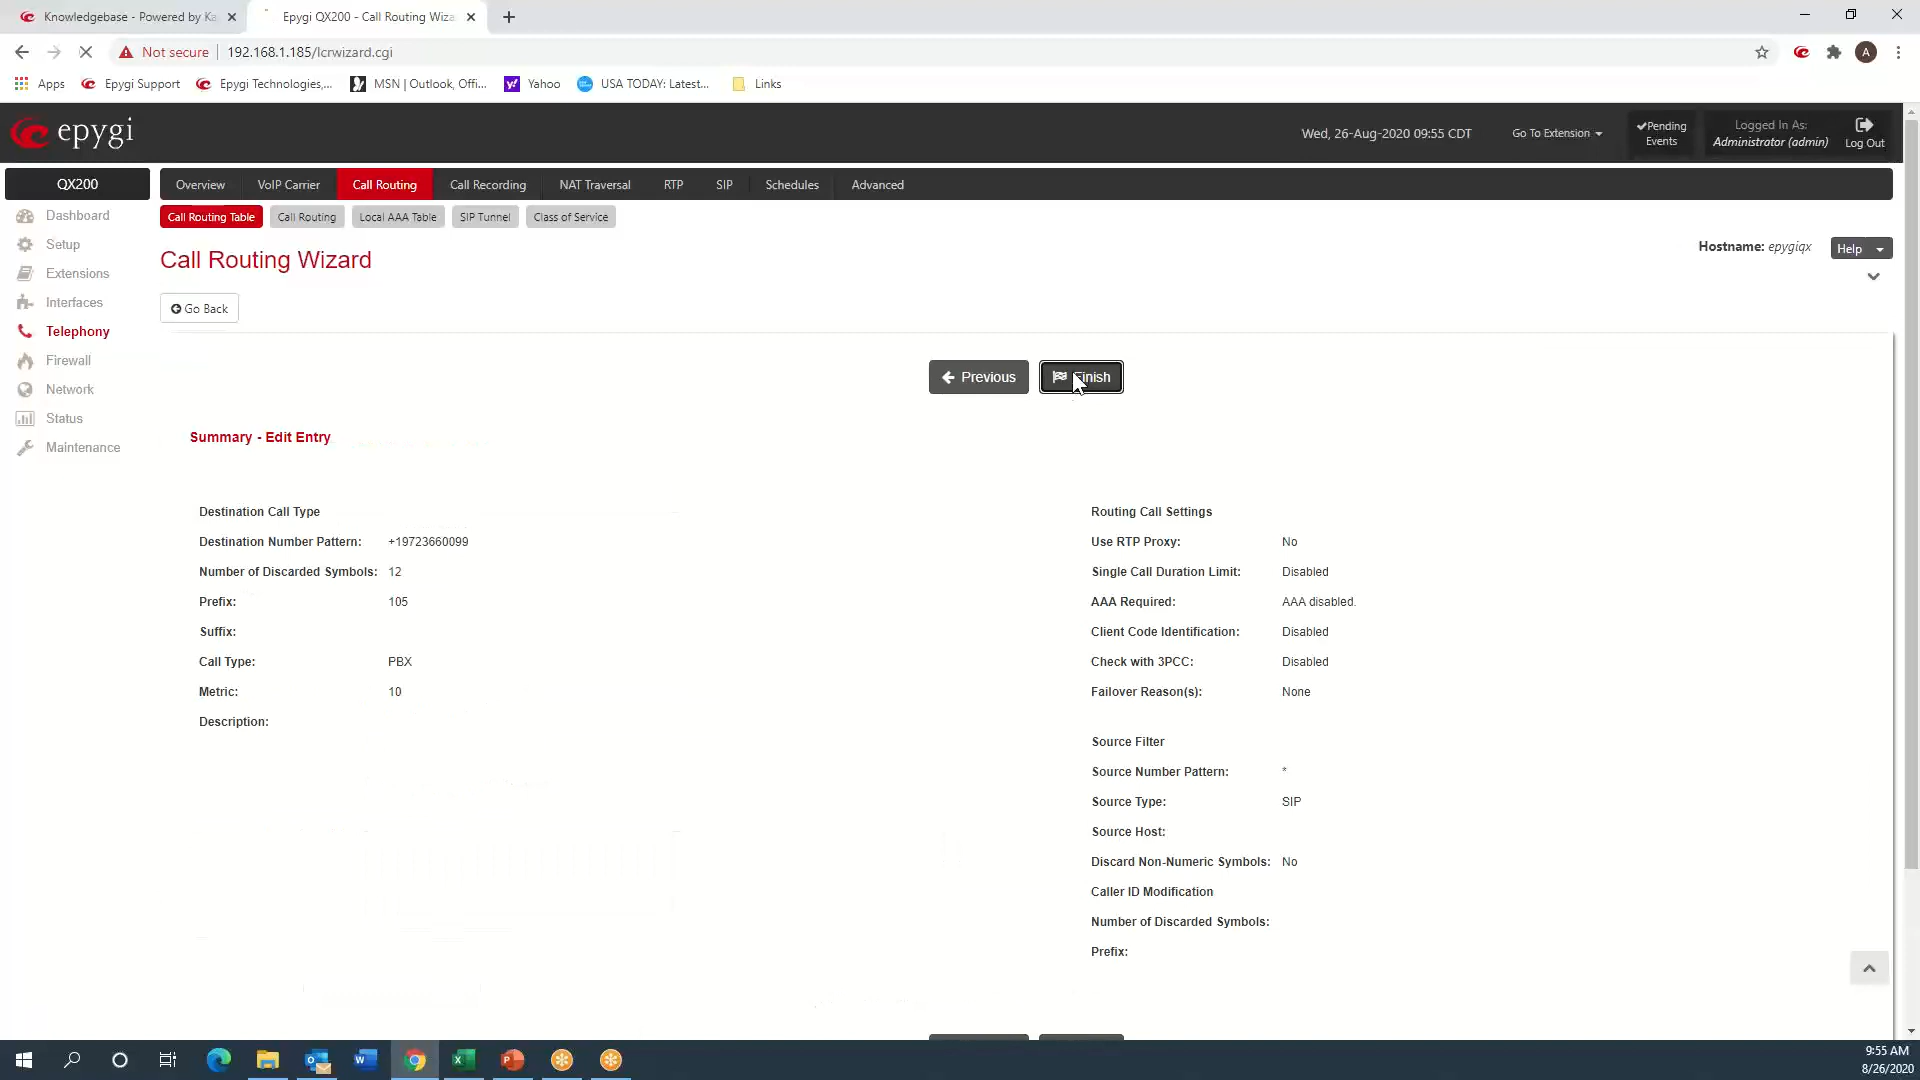 Knowledgebase - Powered by Ka
Epygi QX200 - Call Routing Wiza
Not secure
192.168.1.185/lcrwizard.cgi
A
Apps
Epygi Support
Epygi Technologies,...
MSN | Outlook, Offi...
Yahoo
USA TODAY: Latest...
Links
epygi
Wed, 26-Aug-2020 09:55 CDT
Go To Extension
Pending
Events
Logged In As:
Administrator (admin)
Log Out
QX200
Overview
VoIP Carrier
Call Routing
Call Recording
NAT Traversal
RTP
SIP
Schedules
Advanced
Dashboard
Setup
Extensions
Interfaces
Telephony
Firewall
Network
Status
Maintenance
Call Routing Table
Call Routing
Local AAA Table
SIP Tunnel
Class of Service
Call Routing Wizard
Hostname: epygiqx
Help
Go Back
Previous
Finish
Summary - Edit Entry
Destination Call Type
Destination Number Pattern: +19723660099
Number of Discarded Symbols: 12
Prefix: 105
Suffix:
Call Type: PBX
Metric: 10
Description:
Routing Call Settings
Use RTP Proxy: No
Single Call Duration Limit: Disabled
AAA Required: AAA disabled.
Client Code Identification: Disabled
Check with 3PCC: Disabled
Failover Reason(s): None
Source Filter
Source Number Pattern: *
Source Type: SIP
Source Host:
Discard Non-Numeric Symbols: No
Caller ID Modification
Number of Discarded Symbols:
Prefix:
9:55 AM
8/26/2020